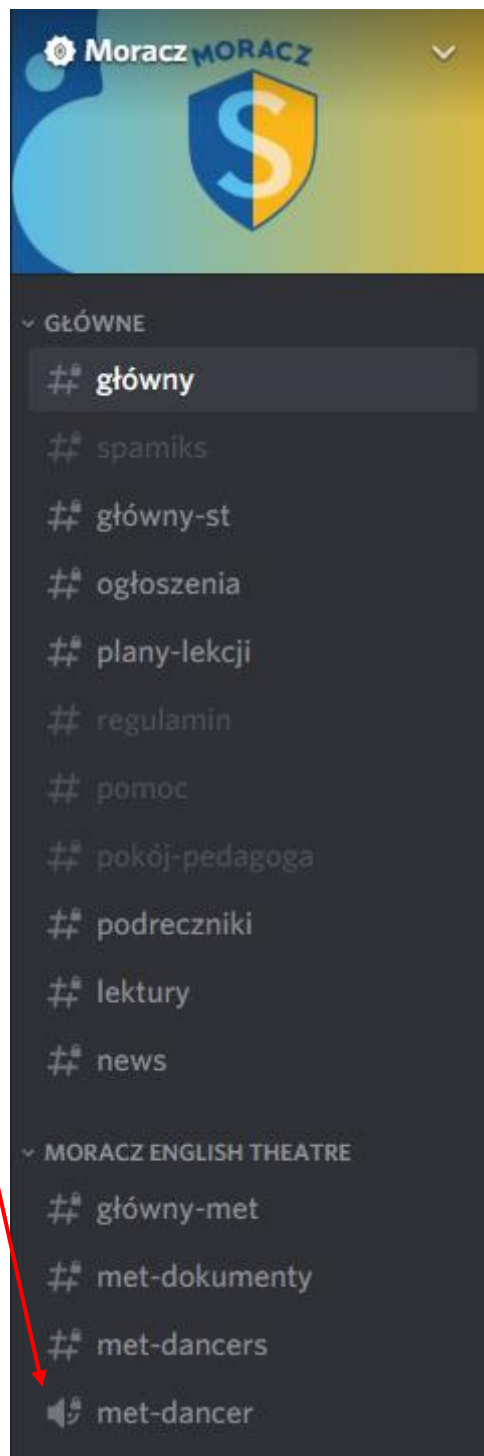 Moracz
MORACZ
S
GŁÓWNE
główny
spamiks
główny-st
ogłoszenia
plany-lekcji
regulamin
pomoc
pokój-pedagoga
podreczniki
lektury
news
MORACZ ENGLISH THEATRE
główny-met
met-dokumenty
met-dancers
met-dancer